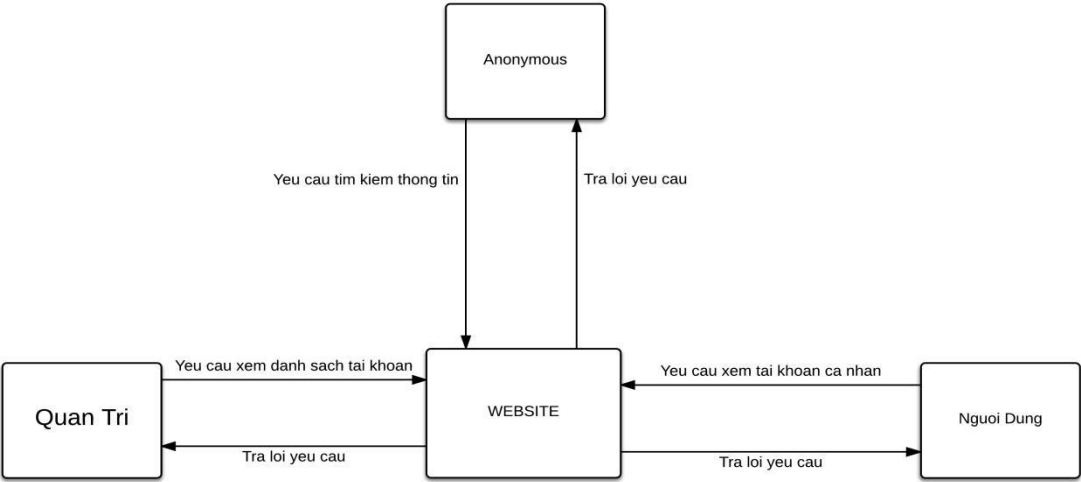 Anonymous
Yeu cau tim kiem thong tin
Tra loi yeu cau
Yeu cau xem danh sach tai khoan
Yeu cau xem tai khoan ca nhan
Quan Tri
WEBSITE
Nguoi Dung
Tra loi yeu cau
Tra loi yeu cau